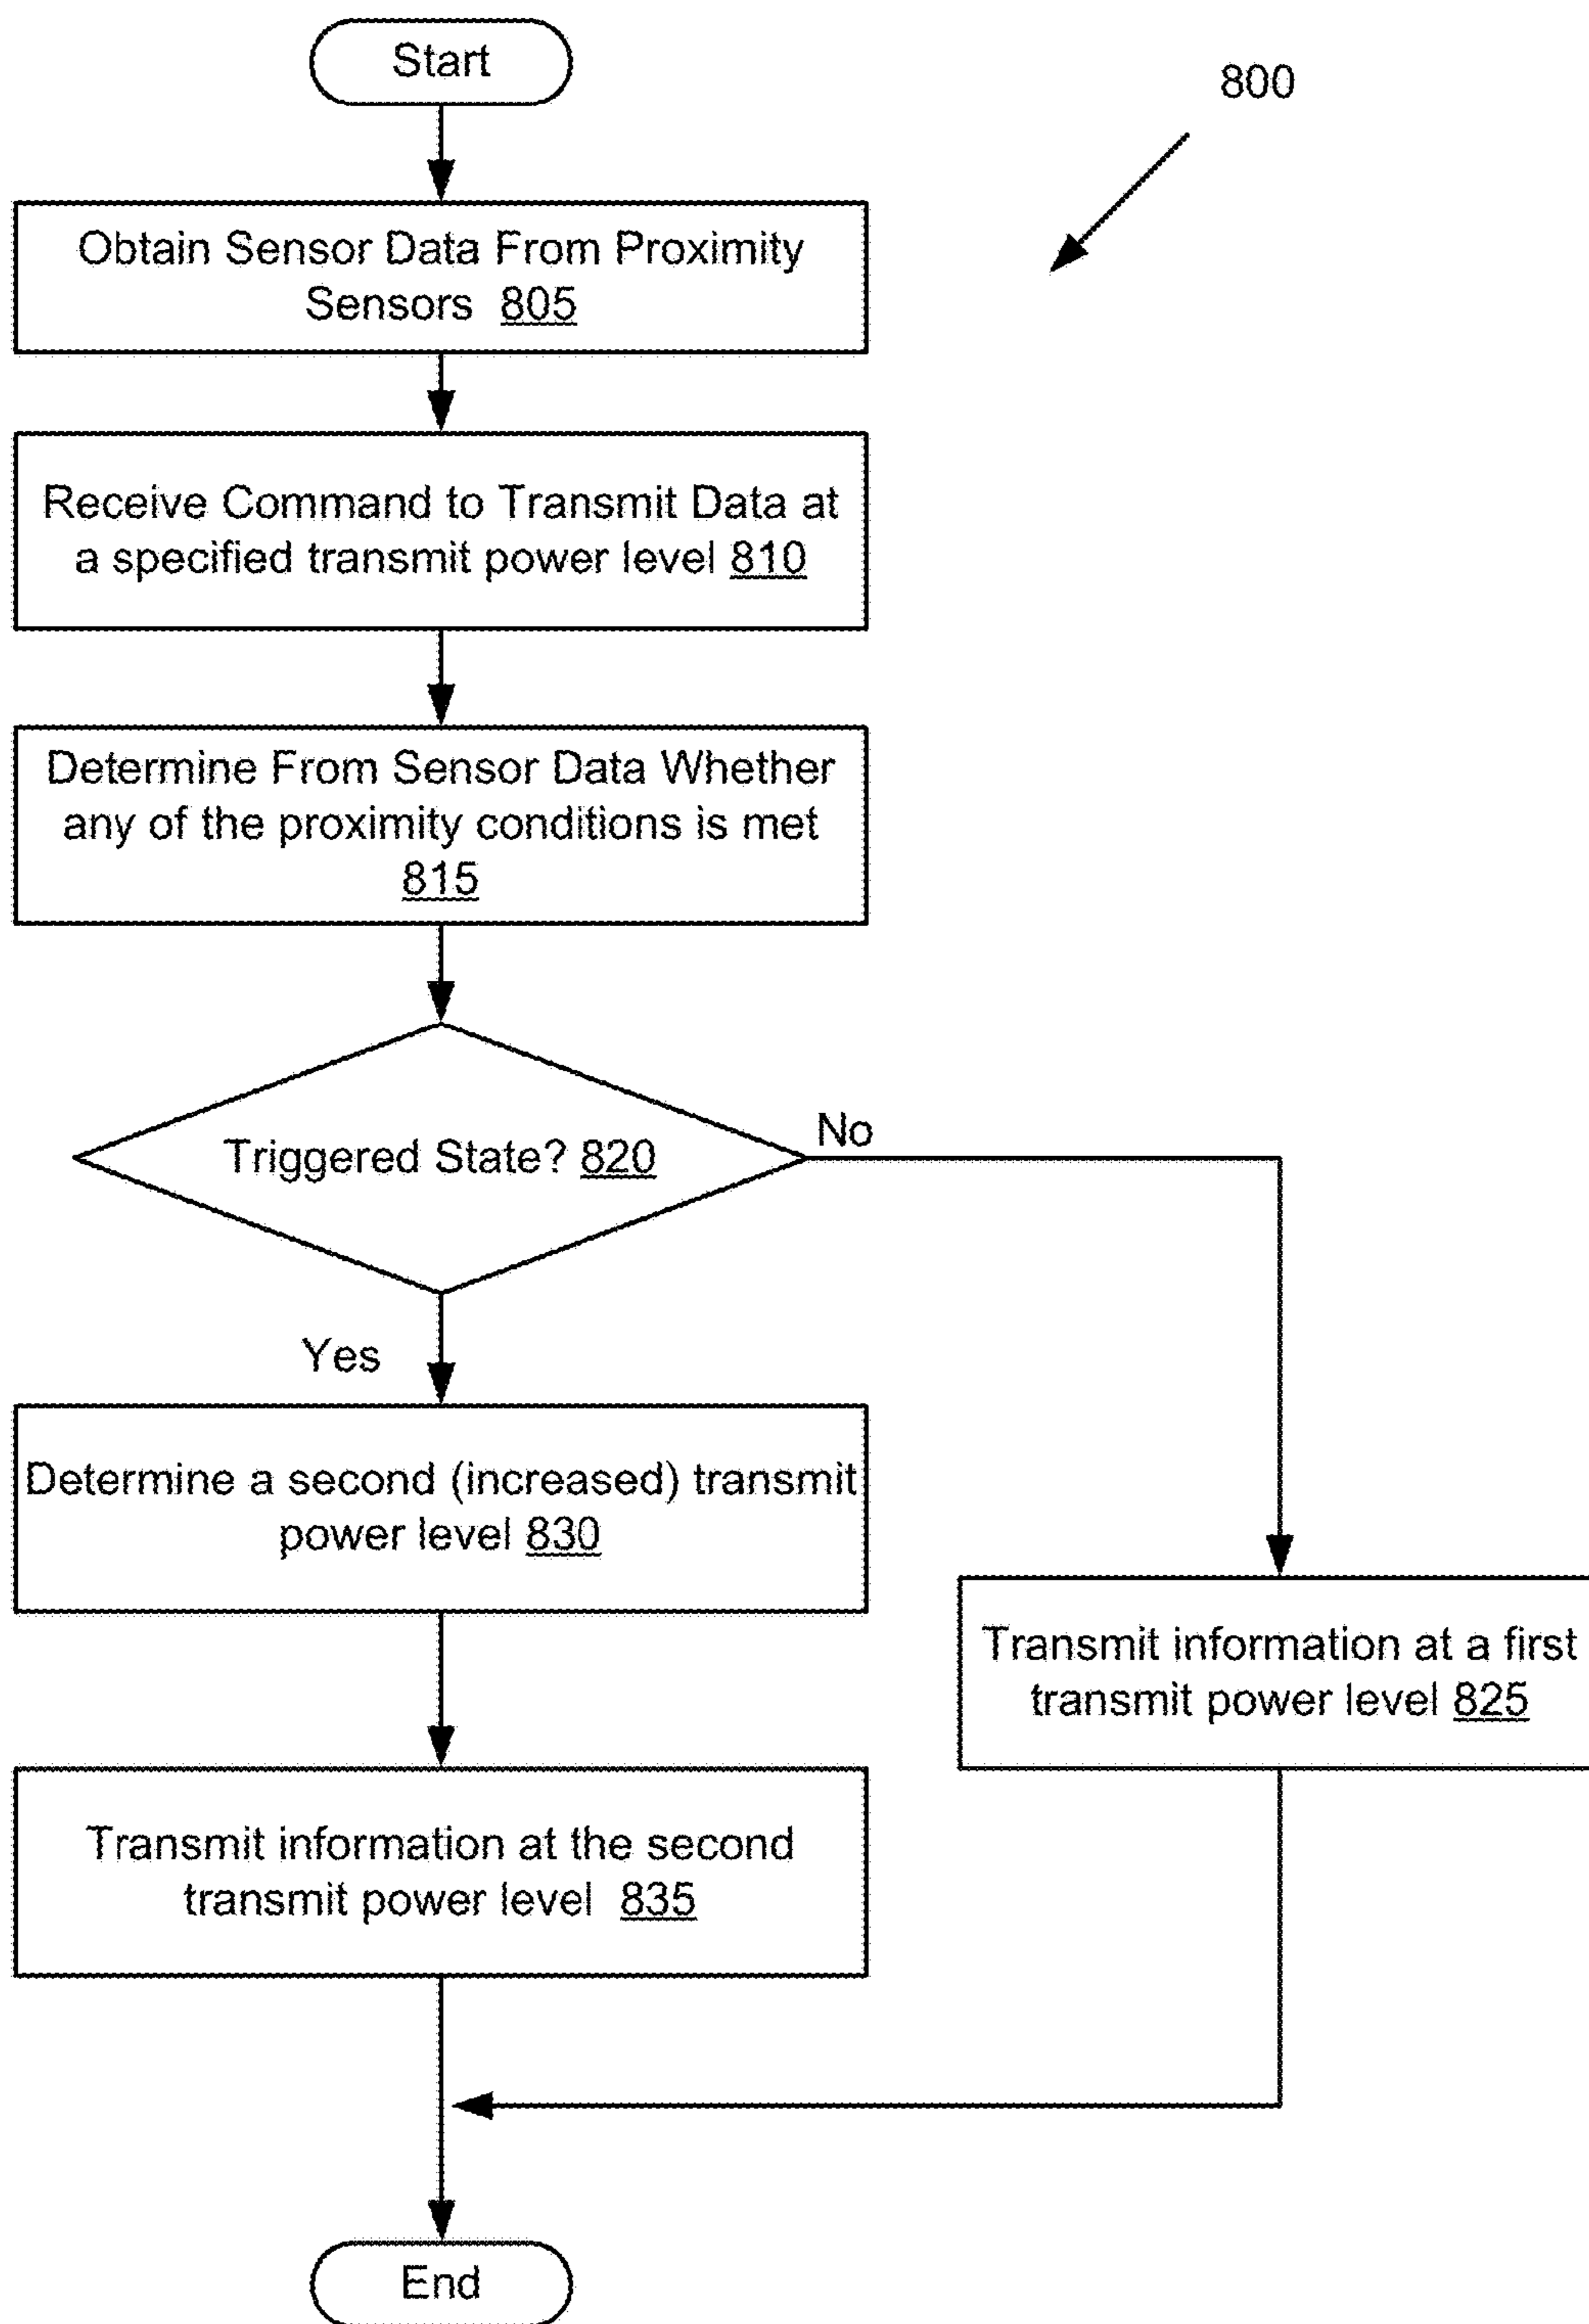 Start
800
Obtain Sensor Data From Proximity
Sensors 805
Receive Command to Transmit Data at
a specified transmit power level 810
Determine From Sensor Data Whether
any of the proximity conditions is met
815
Triggered State? 820
No
Yes
Determine a second (increased) transmit
power level 830
Transmit information at a first
transmit power level 825
Transmit information at the second
transmit power level 835
End